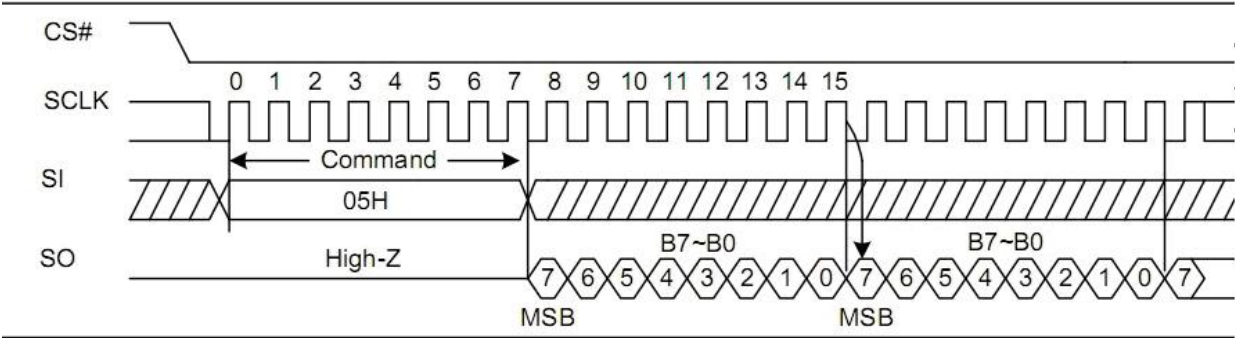 CS#
0 1 2 3 4 5 6 7 8 9 10 11 12 13 14 15
SCLK
Command
SI
05H
B7~B0 B7~B0
SO High-Z
7 6 5 4 3 2 1 0 7 6 5 4 3 2 1 0 7
MSB MSB